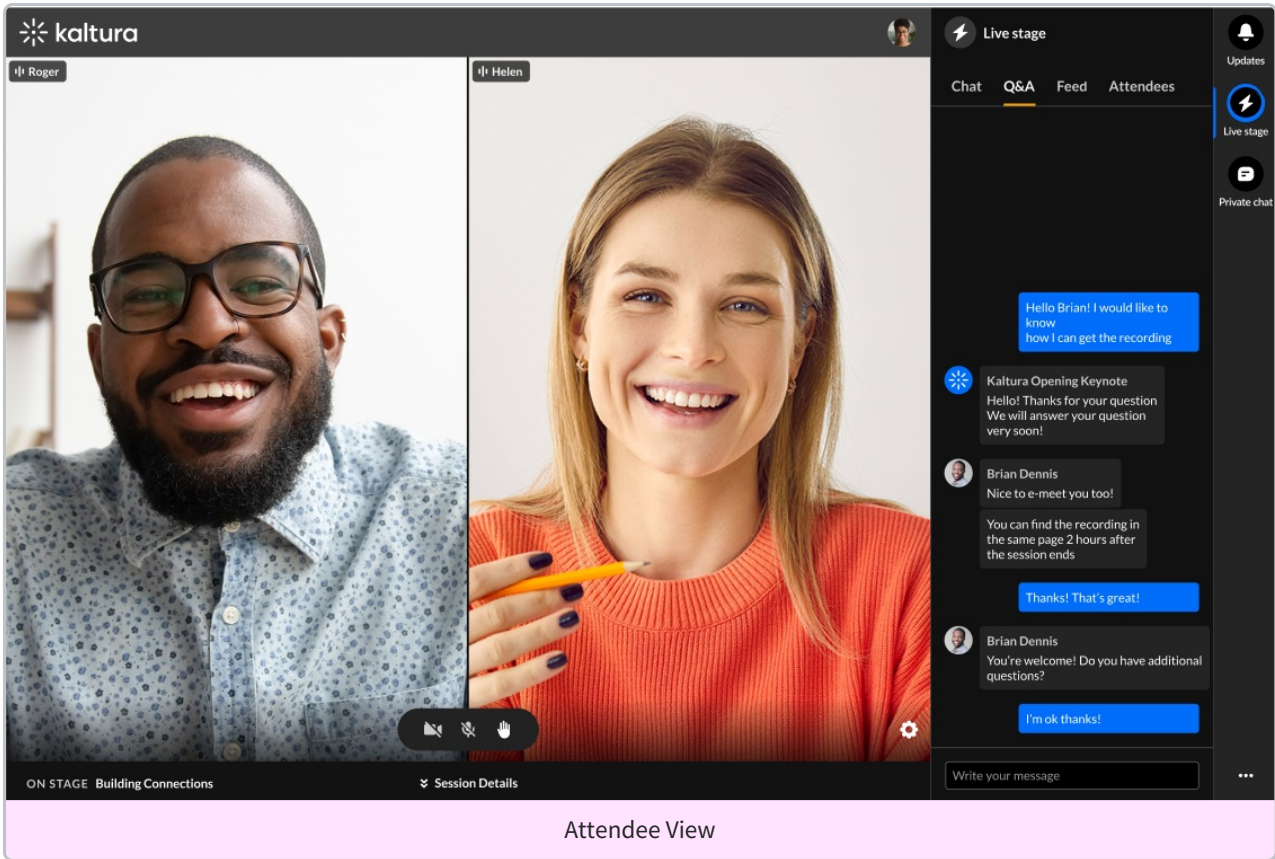 kaltura
Roger
Helen
ON STAGE Building Connections
Session Details
Live stage
Chat Q&A Feed Attendees
Hello Brian! I would like to
know
how I can get the recording
Kaltura Opening Keynote
Hello! Thanks for your question
We will answer your question
very soon!
Brian Dennis
Nice to e-meet you too!
You can find the recording in
the same page 2 hours after
the session ends
Thanks! That's great!
Brian Dennis
You're welcome! Do you have additional
questions?
I'm ok thanks!
Write your message
Updates
Live stage
Private chat
Attendee View